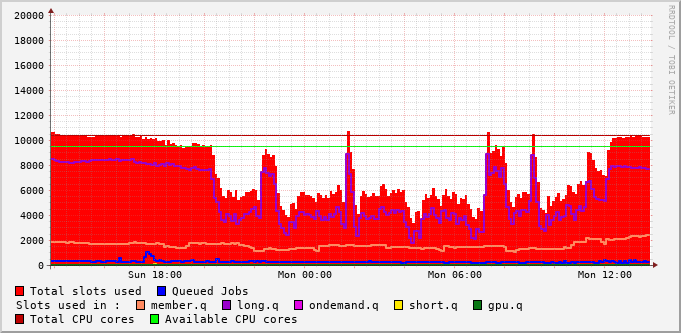 20000
18000
16000
14000
12000
10000
8000
6000
4000
2000
0
Sun 18:00 Mon 00:00 Mon 06:00 Mon 12:00
RRDTOOL / TOBI OETIKER
Total slots used Queued Jobs
Slots used in : member.q long.q ondemand.q short.q gpu.q
Total CPU cores Available CPU cores